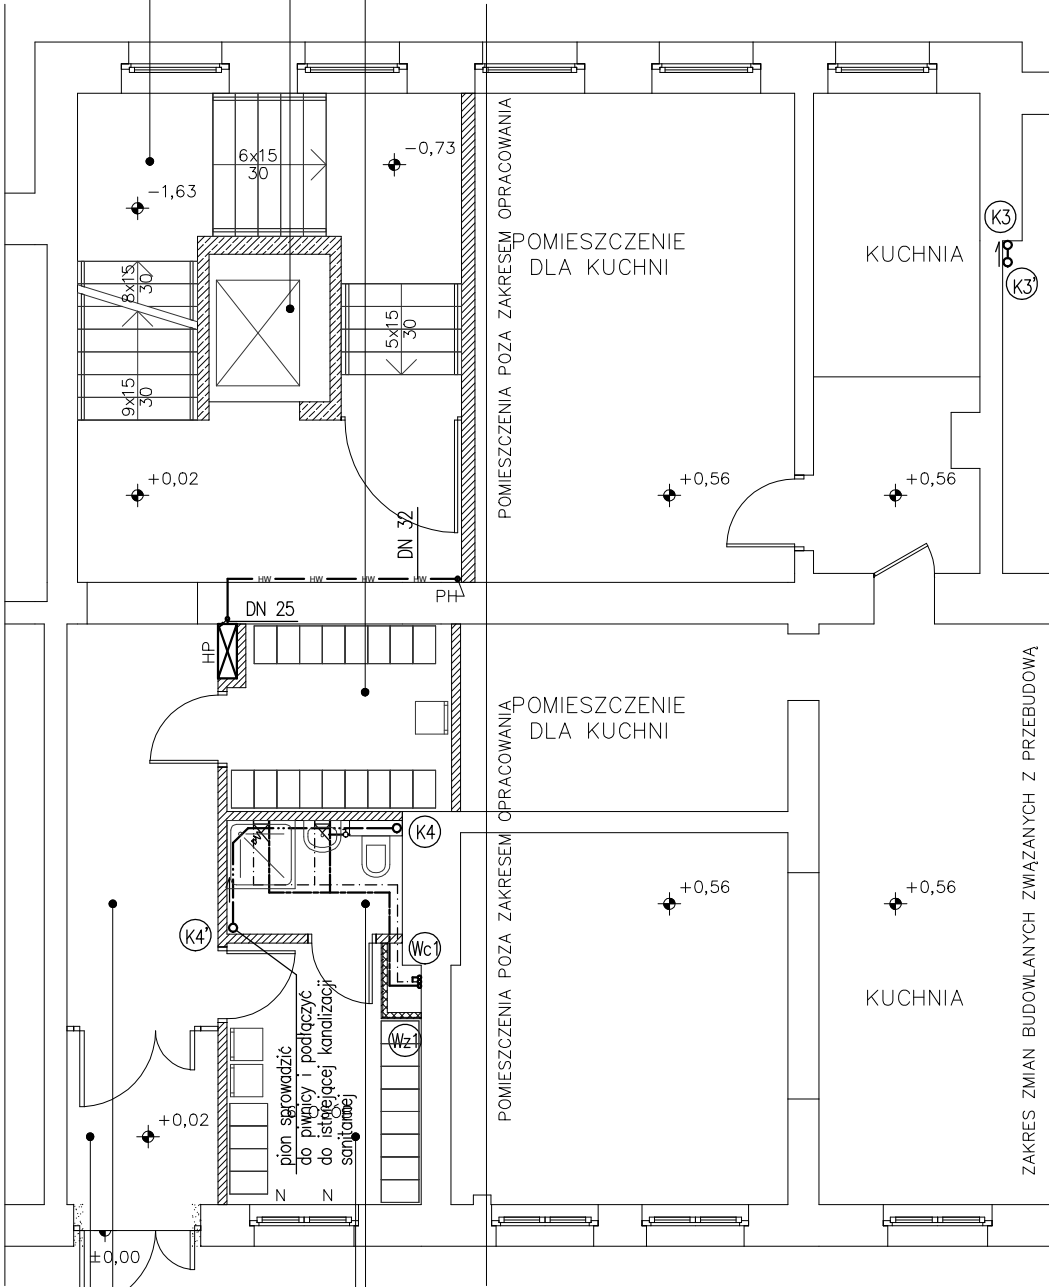 6x15
30
-0,73
-1,63
8x15
30
9x15
30
5x15
30
+0,02
POMIESZCZENIA POZA ZAKRESEM OPRACOWANIA
POMIESZCZENIE
DLA KUCHNI
KUCHNIA
K3
K3'
+0,56
+0,56
DN 32
HW HW HW HW
PH
DN 25
HP
POMIESZCZENIE
DLA KUCHNI
POMIESZCZENIA POZA ZAKRESEM OPRACOWANIA
ZAKRES ZMIAN BUDOWLANYCH ZWIĄZANYCH Z PRZEBUDOWĄ
K4
K4'
Wc1
Wz1
+0,56
+0,56
KUCHNIA
pion sprowadzić
do piwnicy i podłączyć
do istniejącej kanalizacji
sanitarnej
+0,02
N N
±0,00